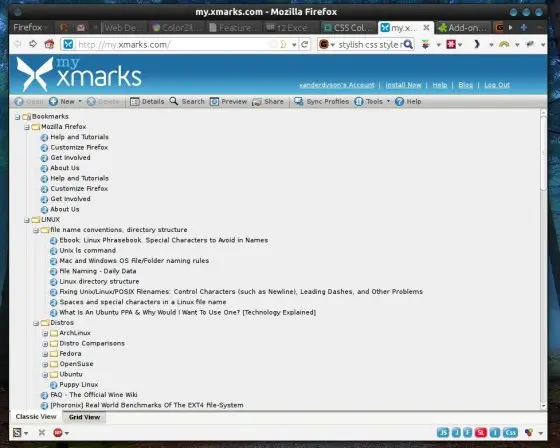 my.xmarks.com - Mozilla Firefox
Firefox
Web De
ColorZil
Feature
12 Exce
CSS Col
my.x
Add-on
http://my.xmarks.com/
stylish css style r
my
xmarks
xanderdyson's Account | Install Now | Help | Blog | Log Out
Open New Delete Details Search Preview Share Sync Profiles Tools Help
Bookmarks
Mozilla Firefox
Help and Tutorials
Customize Firefox
Get Involved
About Us
Help and Tutorials
Customize Firefox
Get Involved
About Us
LINUX
file name conventions, directory structure
Ebook: Linux Phrasebook. Special Characters to Avoid in Names
Unix ls command
Mac and Windows OS File/Folder naming rules
File Naming - Daily Data
Linux directory structure
Fixing Unix/Linux/POSIX Filenames: Control Characters (such as Newline), Leading Dashes, and Other Problems
Spaces and special characters in a Linux file name
What Is An Ubuntu PPA & Why Would I Want To Use One? [Technology Explained]
Distros
ArchLinux
Distro Comparisons
Fedora
OpenSuse
Ubuntu
Puppy Linux
FAQ - The Official Wine Wiki
[Phoronix] Real World Benchmarks Of The EXT4 File-System
Classic View Grid View
S ABP JS J F SL I Css